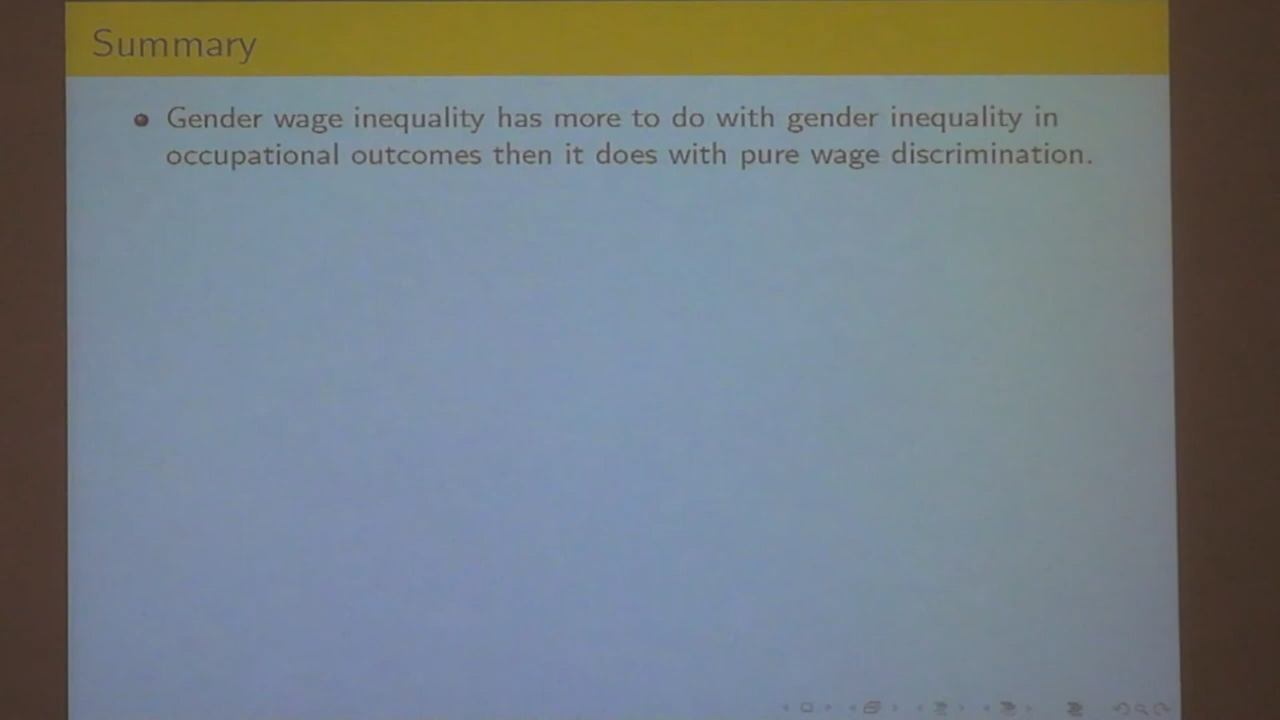 Summary
Gender wage inequality has more to do with gender inequality in
occupational outcomes then it does with pure wage discrimination.